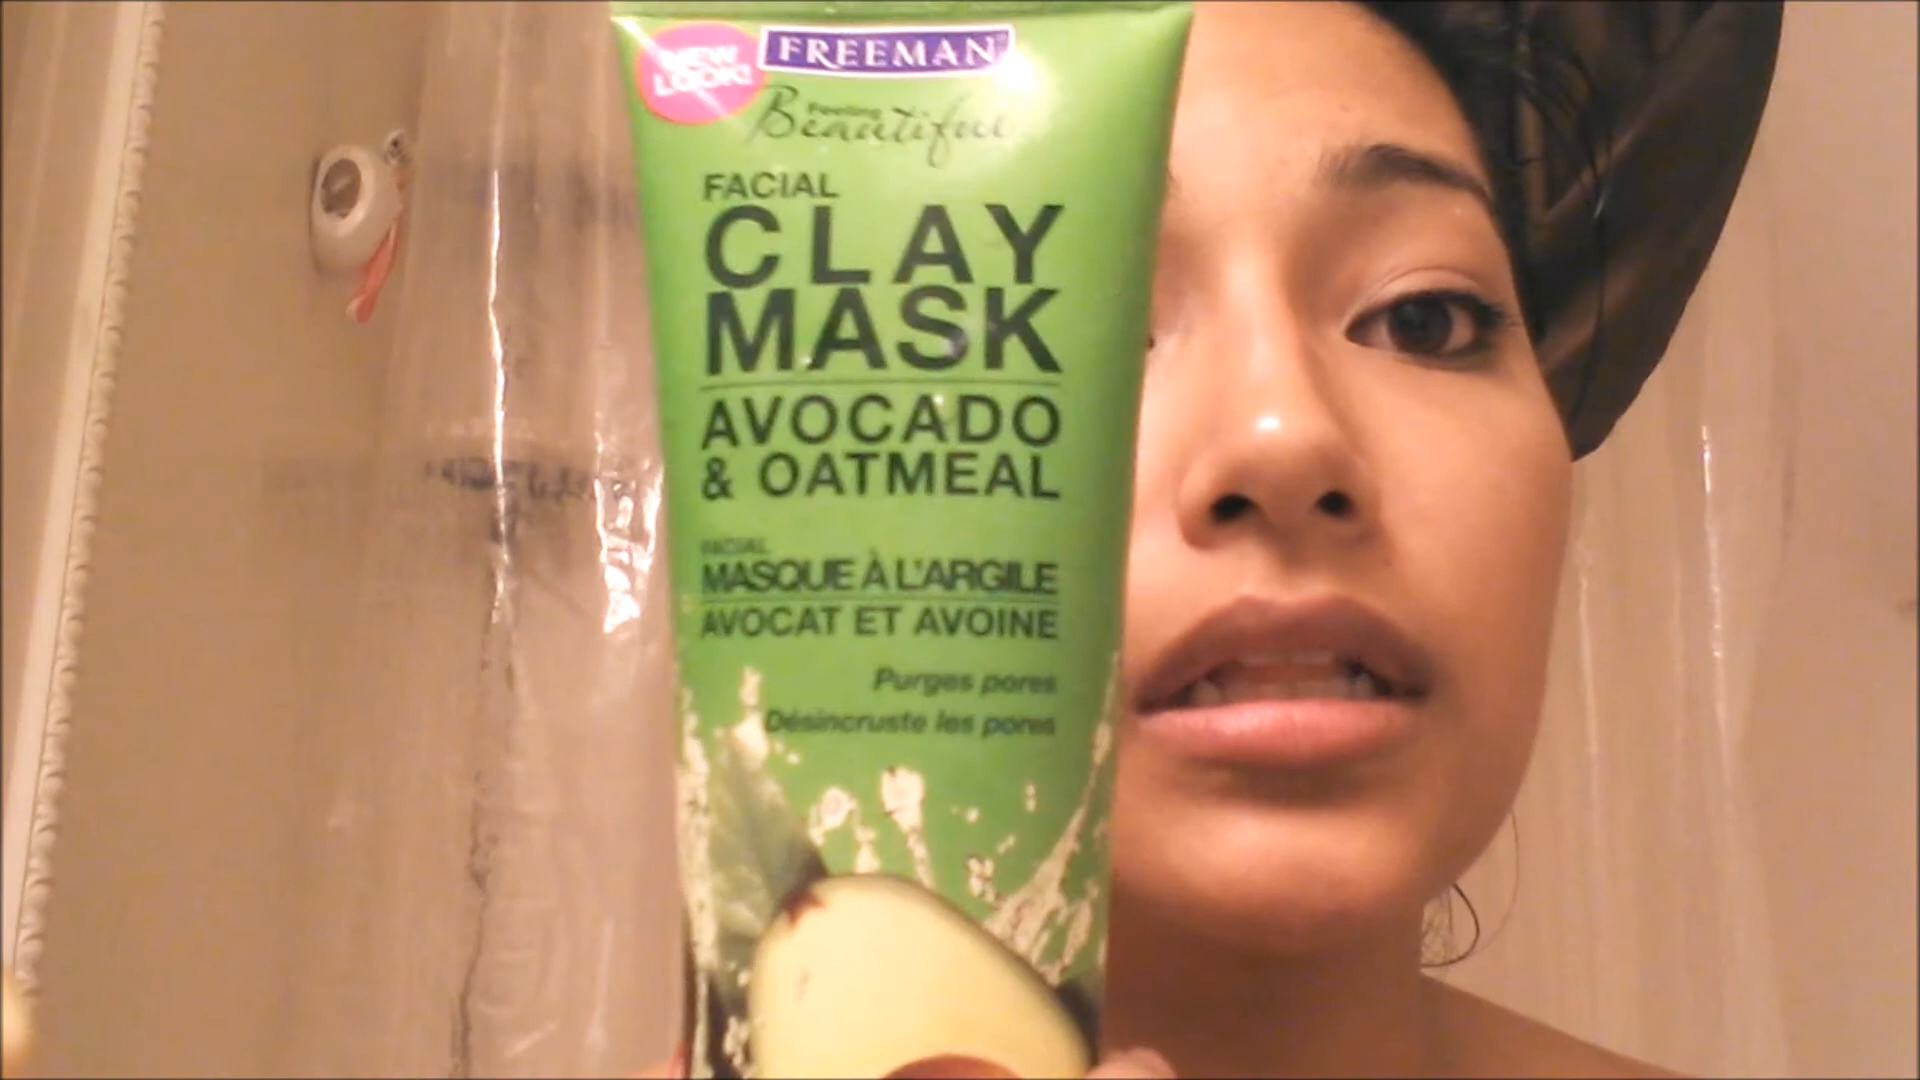 NEW
LOOK!
FREEMAN
Feeling
Beautiful
FACIAL
CLAY
MASK
AVOCADO
& OATMEAL
FACIAL
MASQUE À L'ARGILE
AVOCAT ET AVOINE
Purges pores
Désincruste les pores